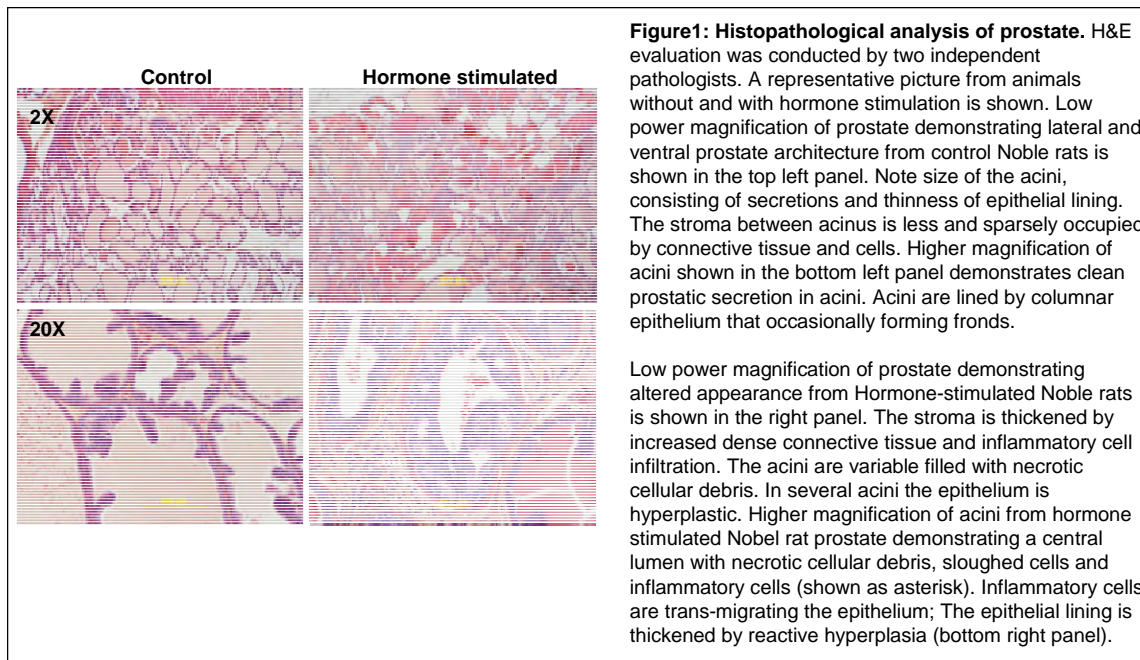 Control
Hormone stimulated
2X
20X
Figure1: Histopathological analysis of prostate. H&E
evaluation was conducted by two independent
pathologists. A representative picture from animals
without and with hormone stimulation is shown. Low
power magnification of prostate demonstrating lateral and
ventral prostate architecture from control Noble rats is
shown in the top left panel. Note size of the acini,
consisting of secretions and thinness of epithelial lining.
The stroma between acinus is less and sparsely occupied
by connective tissue and cells. Higher magnification of
acini shown in the bottom left panel demonstrates clean
prostatic secretion in acini. Acini are lined by columnar
epithelium that occasionally forming fronds.
Low power magnification of prostate demonstrating
altered appearance from Hormone-stimulated Noble rats
is shown in the right panel. The stroma is thickened by
increased dense connective tissue and inflammatory cell
infiltration. The acini are variable filled with necrotic
cellular debris. In several acini the epithelium is
hyperplastic. Higher magnification of acini from hormone
stimulated Nobel rat prostate demonstrating a central
lumen with necrotic cellular debris, sloughed cells and
inflammatory cells (shown as asterisk). Inflammatory cells
are trans-migrating the epithelium; The epithelial lining is
thickened by reactive hyperplasia (bottom right panel).